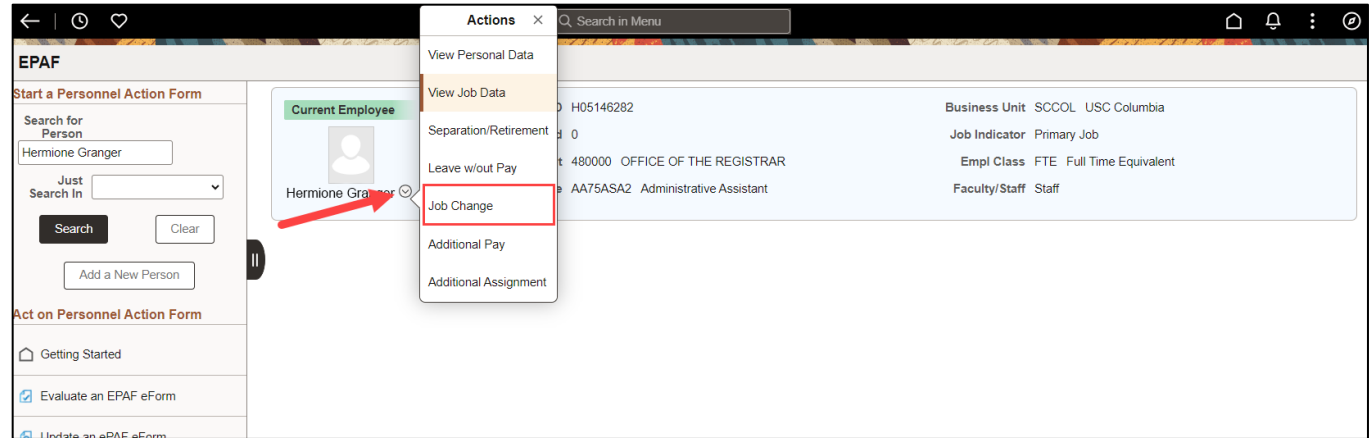 Actions
Search in Menu
EPAF
Start a Personnel Action Form
Search for
Person
Hermione Granger
Just
Search In
Search
Clear
Add a New Person
Act on Personnel Action Form
Getting Started
Evaluate an EPAF eForm
Update an ePAF eForm
View Personal Data
View Job Data
Separation/Retirement
Leave w/out Pay
Job Change
Additional Pay
Additional Assignment
Current Employee
Hermione Granger
H05146282
0
480000 OFFICE OF THE REGISTRAR
AA75ASA2 Administrative Assistant
Business Unit SCCOL USC Columbia
Job Indicator Primary Job
Empl Class FTE Full Time Equivalent
Faculty/Staff Staff